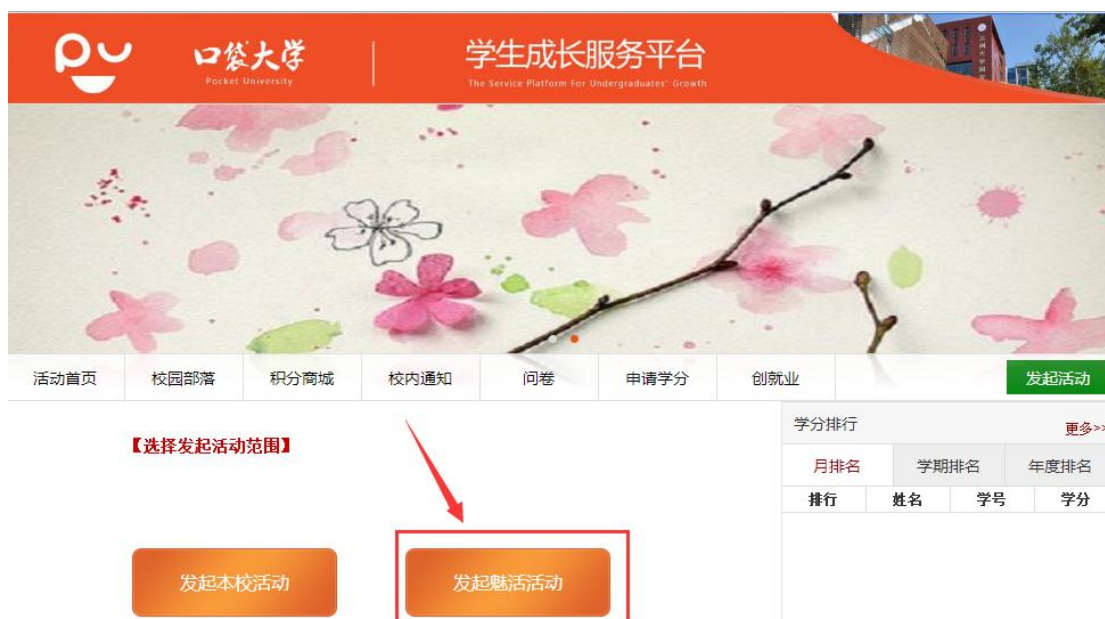 pu
口袋大学
Pocket University
学生成长服务平台
The Service Platform For Undergraduates' Growth
活动首页 校园部落 积分商城 校内通知 问卷 申请学分 创就业 发起活动
【选择发起活动范围】
学分排行 更多>>
月排名 学期排名 年度排名
排行 姓名 学号 学分
发起本校活动 发起魅活活动